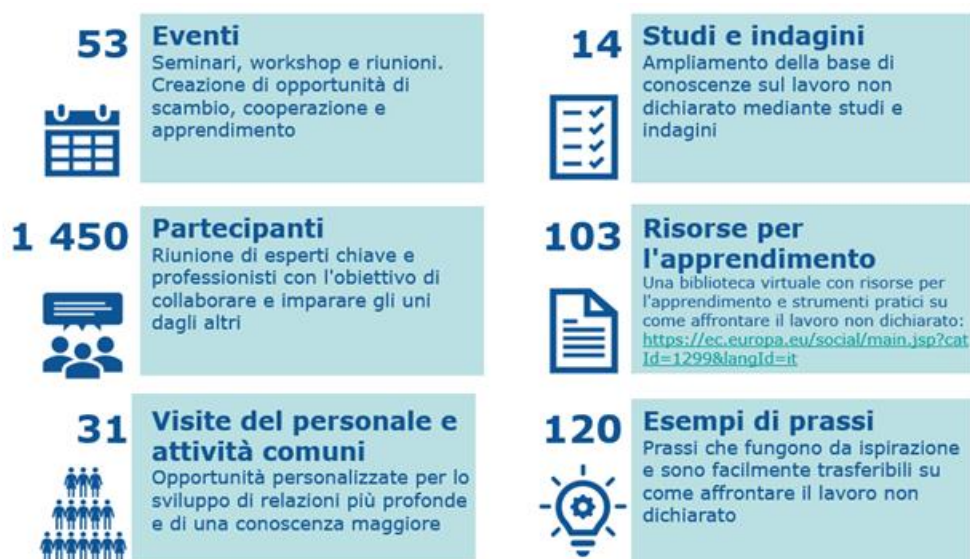 53
Eventi
Seminari, workshop e riunioni.
Creazione di opportunità di
scambio, cooperazione e
apprendimento
14
Studi e indagini
Ampliamento della base di
conoscenze sul lavoro non
dichiarato mediante studi e
indagini
1 450
Partecipanti
Riunione di esperti chiave e
professionisti con l'obiettivo di
collaborare e imparare gli uni
dagli altri
103
Risorse per
l'apprendimento
Una biblioteca virtuale con risorse per
l'apprendimento e strumenti pratici su
come affrontare il lavoro non dichiarato:
https://ec.europa.eu/social/main.jsp?cat
Id=1299&langId=it
31
Visite del personale e
attività comuni
Opportunità personalizzate per lo
sviluppo di relazioni più profonde
e di una conoscenza maggiore
120
Esempi di prassi
Prassi che fungono da ispirazione
e sono facilmente trasferibili su
come affrontare il lavoro non
dichiarato